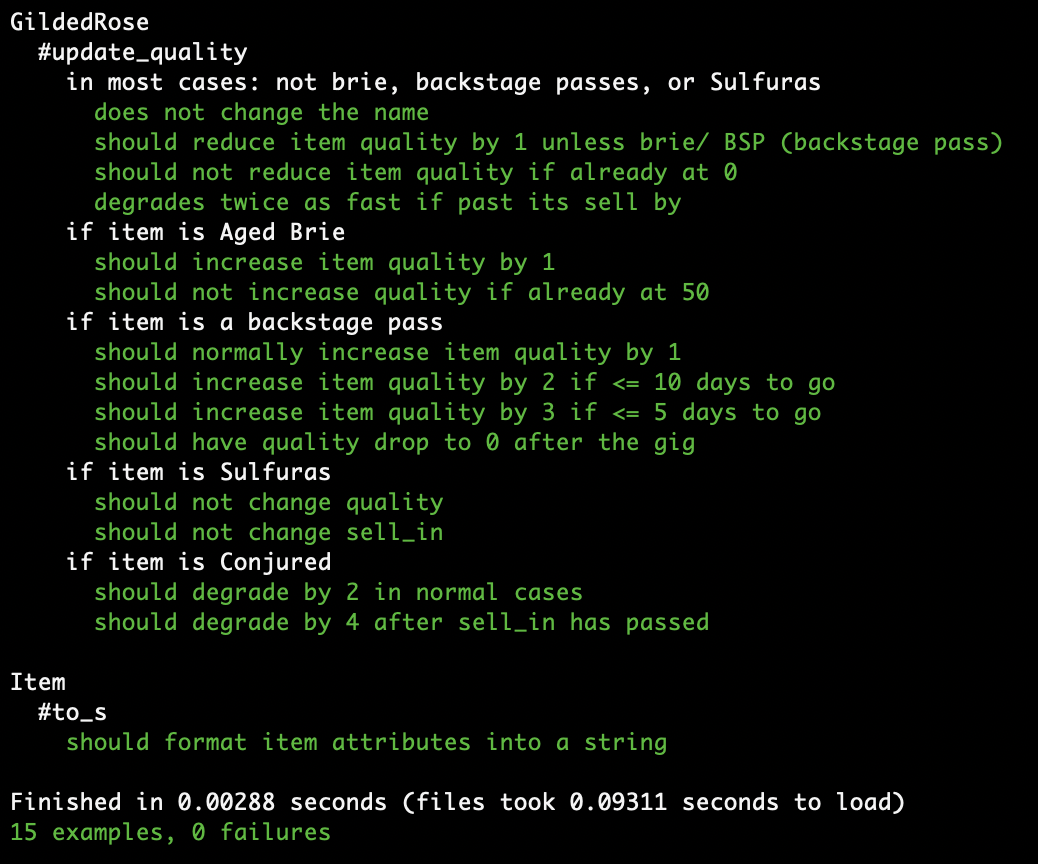 GildedRose
#update_quality
in most cases: not brie, backstage passes, or Sulfuras
does not change the name
should reduce item quality by 1 unless brie/ BSP (backstage pass)
should not reduce item quality if already at 0
degrades twice as fast if past its sell by
if item is Aged Brie
should increase item quality by 1
should not increase quality if already at 50
if item is a backstage pass
should normally increase item quality by 1
should increase item quality by 2 if <= 10 days to go
should increase item quality by 3 if <= 5 days to go
should have quality drop to 0 after the gig
if item is Sulfuras
should not change quality
should not change sell_in
if item is Conjured
should degrade by 2 in normal cases
should degrade by 4 after sell_in has passed
Item
#to_s
should format item attributes into a string
Finished in 0.00288 seconds (files took 0.09311 seconds to load)
15 examples, 0 failures